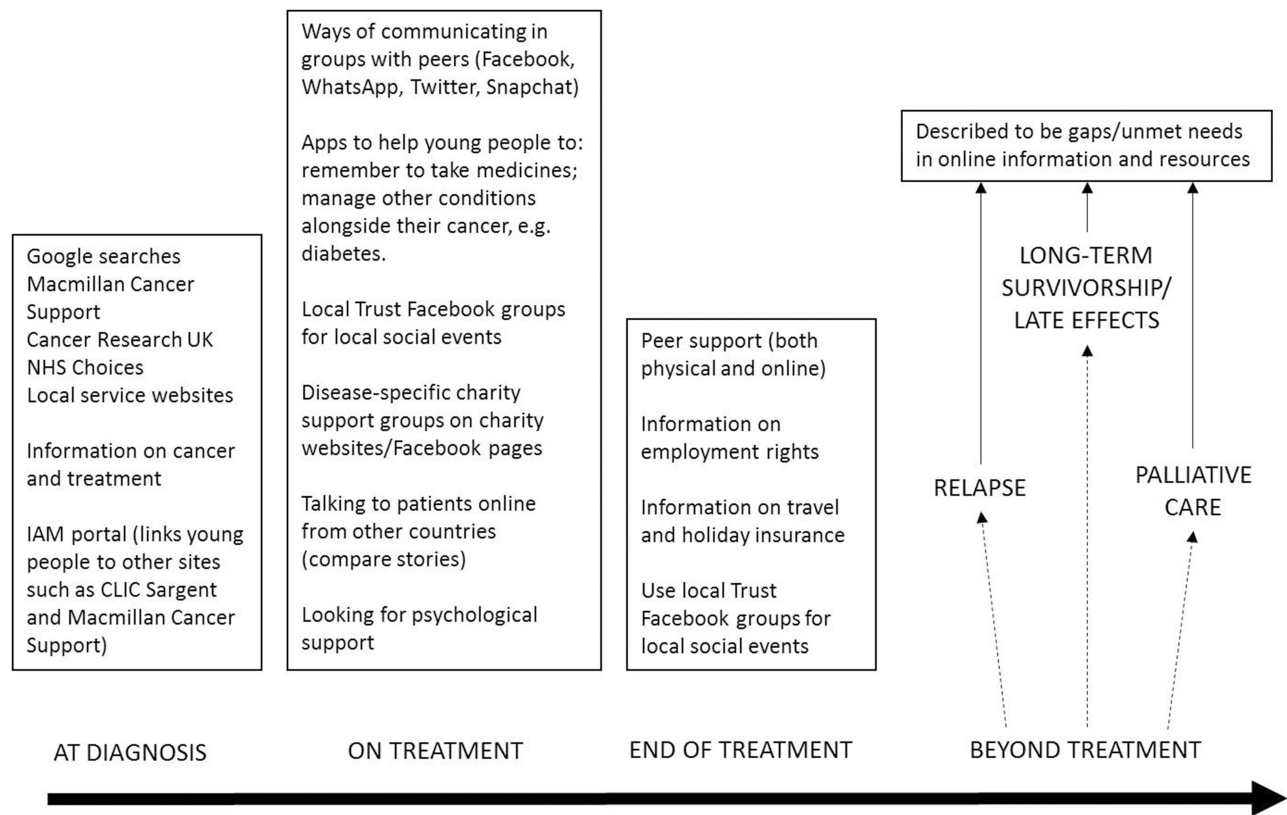 Google searches
Macmillan Cancer
Support
Cancer Research UK
NHS Choices
Local service websites
Information on cancer
and treatment
IAM portal (links young
people to other sites
such as CLIC Sargent
and Macmillan Cancer
Support)
Ways of communicating in
groups with peers (Facebook,
WhatsApp, Twitter, Snapchat)
Apps to help young people to:
remember to take medicines;
manage other conditions
alongside their cancer, e.g.
diabetes.
Local Trust Facebook groups
for local social events
Disease-specific charity
support groups on charity
websites/Facebook pages
Talking to patients online
from other countries
(compare stories)
Looking for psychological
support
Peer support (both
physical and online)
Information on
employment rights
Information on travel
and holiday insurance
Use local Trust
Facebook groups for
local social events
Described to be gaps/unmet needs
in online information and resources
RELAPSE
LONG-TERM
SURVIVORSHIP/
LATE EFFECTS
PALLIATIVE
CARE
AT DIAGNOSIS
ON TREATMENT
END OF TREATMENT
BEYOND TREATMENT